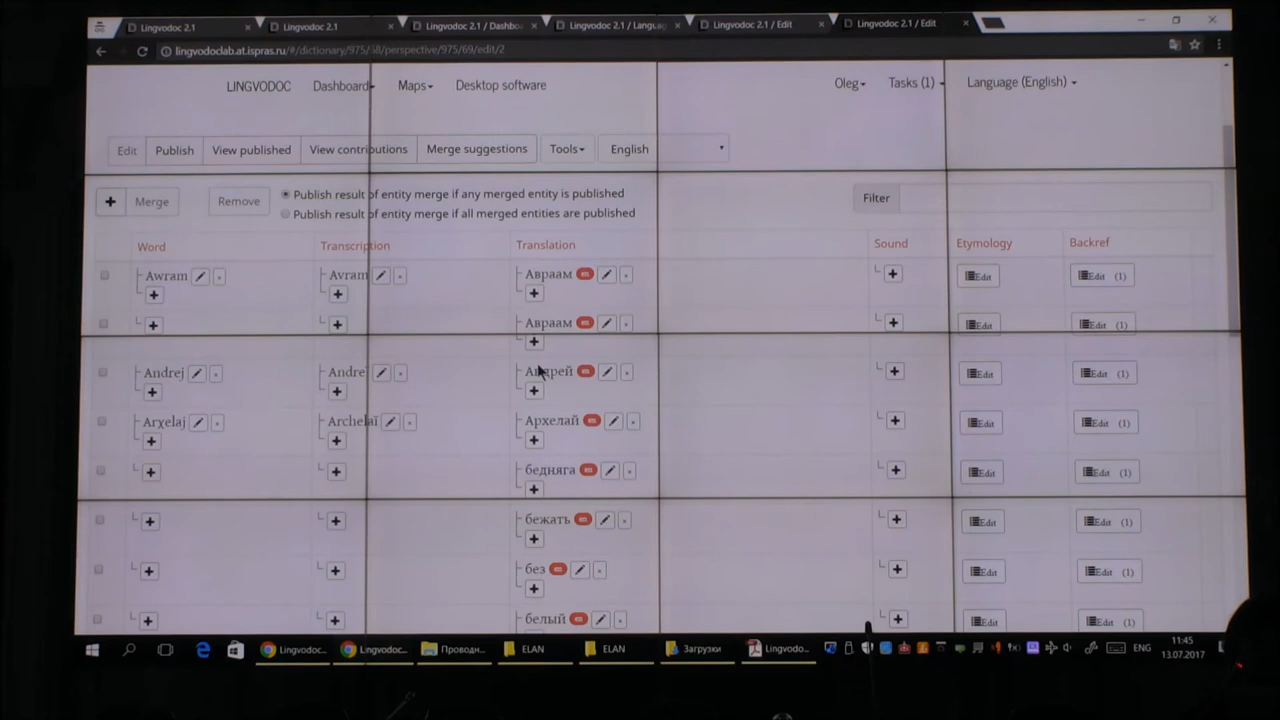 Lingvodoc 2.1 Lingvodoc 2.1 Lingvodoc 2.1 / Dashbo Lingvodoc 2.1 / Langu Lingvodoc 2.1 / Edit Lingvodoc 2.1 / Edit
lingvodoclab.at.ispras.ru/#/dictionary/975/68/perspective/975/69/edit/2
LINGVODOC Dashboard Maps Desktop software Oleg Tasks (1) Language (English)
Edit Publish View published View contributions Merge suggestions Tools English
Merge Remove Publish result of entity merge if any merged entity is published Filter
Publish result of entity merge if all merged entities are published
Word Transcription Translation Sound Etymology Backref
Awram Avram Авраам Edit Edit (1)
Авраам Edit Edit (1)
Andrej Andreĭ Андрей Edit Edit (1)
Arχelaj Archelaĭ Архелай Edit Edit (1)
бедняга Edit Edit (1)
бежать Edit Edit (1)
без Edit Edit (1)
белый Edit Edit (1)
Lingvodoc... Lingvodoc... Проводн... ELAN ELAN Загрузки Lingvodo... ENG 11:45
13.07.2017